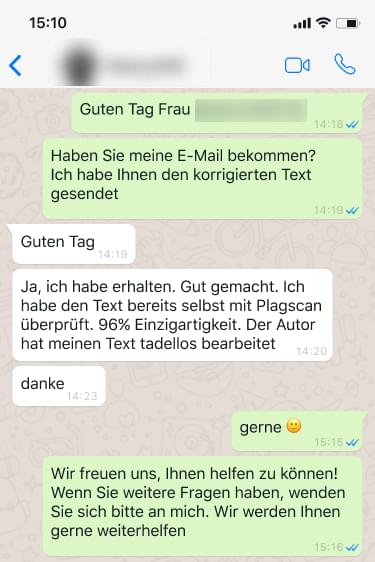 15:10
Guten Tag Frau
14:18
Haben Sie meine E-Mail bekommen?
Ich habe Ihnen den korrigierten Text
gesendet
14:19
Guten Tag
14:19
Ja, ich habe erhalten. Gut gemacht. Ich
habe den Text bereits selbst mit Plagscan
überprüft. 96% Einzigartigkeit. Der Autor
hat meinen Text tadellos bearbeitet
14:20
danke
14:23
gerne 🙂
15:15
Wir freuen uns, Ihnen helfen zu können!
Wenn Sie weitere Fragen haben, wenden
Sie sich bitte an mich. Wir werden Ihnen
gerne weiterhelfen
15:16